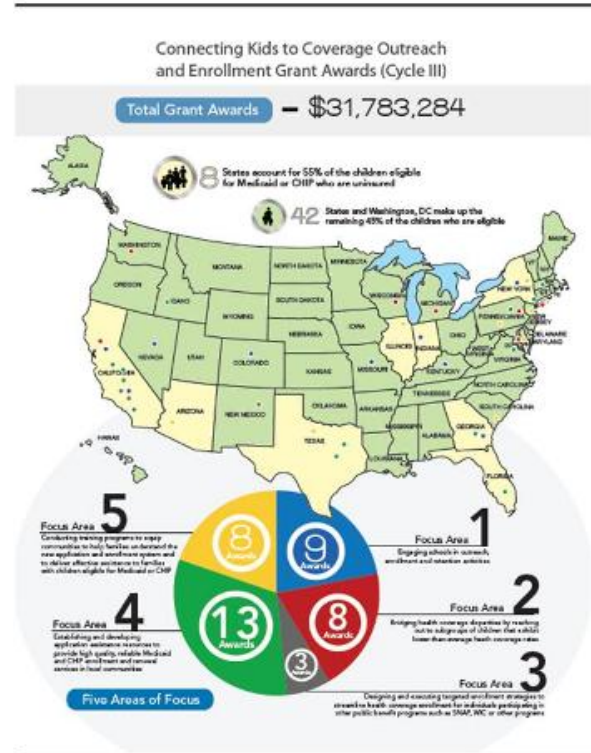 Connecting Kids to Coverage Outreach
and Enrollment Grant Awards (Cycle III)
Total Grant Awards – $31,783,284
8 States account for 55% of the children eligible
for Medicaid or CHIP who are uninsured
42 States and Washington, DC make up the
remaining 45% of the children who are eligible
ALASKA
WASHINGTON
MONTANA
NORTH DAKOTA
MINNESOTA
MAINE
OREGON
IDAHO
SOUTH DAKOTA
WISCONSIN
MICHIGAN
NEW YORK
VT
WYOMING
NEBRASKA
IOWA
PENNSYLVANIA
NEW JERSEY
NEVADA
UTAH
COLORADO
KANSAS
MISSOURI
ILLINOIS
INDIANA
OHIO
WEST VIRGINIA
VIRGINIA
DELAWARE
MARYLAND
CALIFORNIA
KENTUCKY
NORTH CAROLINA
ARIZONA
NEW MEXICO
OKLAHOMA
ARKANSAS
TENNESSEE
SOUTH CAROLINA
TEXAS
LOUISIANA
MISSISSIPPI
ALABAMA
GEORGIA
FLORIDA
HAWAII
Focus Area 5
Conducting training programs to equip
communities to help families understand the
new application and enrollment system and
to deliver effective assistance to families
with children eligible for Medicaid or CHIP
8
Awards
9
Awards
Focus Area 1
Engaging schools in outreach,
enrollment and retention activities
Focus Area 4
Establishing and developing
application assistance resources to
provide high quality, reliable Medicaid
and CHIP enrollment and renewal
services in local communities
13
Awards
8
Awards
Focus Area 2
Bridging health coverage disparities by reaching
out to subgroups of children that exhibit
lower than average health coverage rates
3
Awards
Focus Area 3
Designing and executing targeted enrollment strategies to
streamline health coverage enrollment for individuals participating in
other public benefit programs such as SNAP, WIC or other programs
Five Areas of Focus